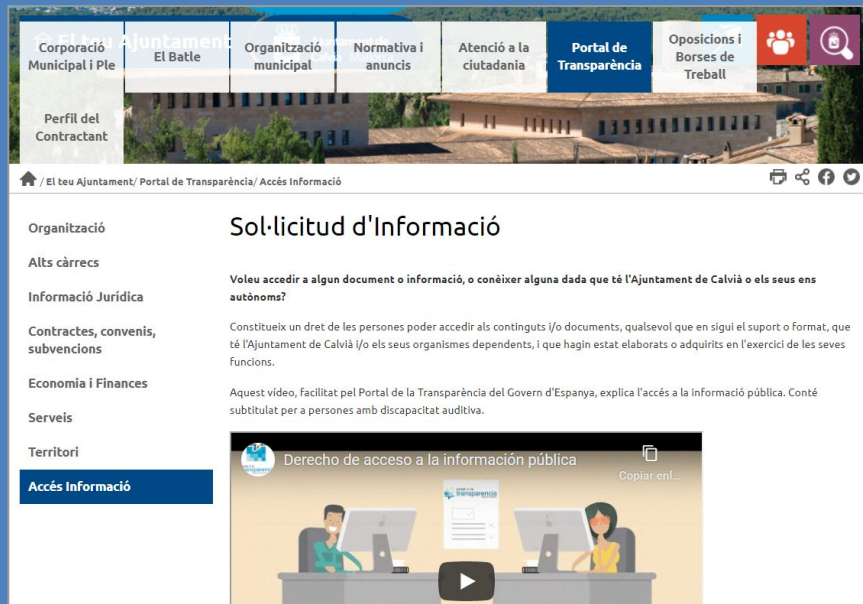 El teu Ajuntament
Corporació
Municipal i Ple
El Batle
Organització
municipal
Normativa i
anuncis
Atenció a la
ciutadania
Portal de
Transparència
Oposicions i
Borses de
Treball
Perfil del
Contractant
/ El teu Ajuntament/ Portal de Transparència/ Accés Informació
Organització
Alts càrrecs
Informació Jurídica
Contractes, convenis,
subvencions
Economia i Finances
Serveis
Territori
Accés Informació
Sol·licitud d'Informació
Voleu accedir a algun document o informació, o conèixer alguna dada que té l'Ajuntament de Calvià o els seus ens
autònoms?
Constitueix un dret de les persones poder accedir als continguts i/o documents, qualsevol que en sigui el suport o format, que
té l'Ajuntament de Calvià i/o els seus organismes dependents, i que hagin estat elaborats o adquirits en l'exercici de les seves
funcions.
Aquest vídeo, facilitat pel Portal de la Transparència del Govern d'Espanya, explica l'accés a la informació pública. Conté
subtitulat per a persones amb discapacitat auditiva.
Derecho de acceso a la información pública
Copiar enl...
transparencia